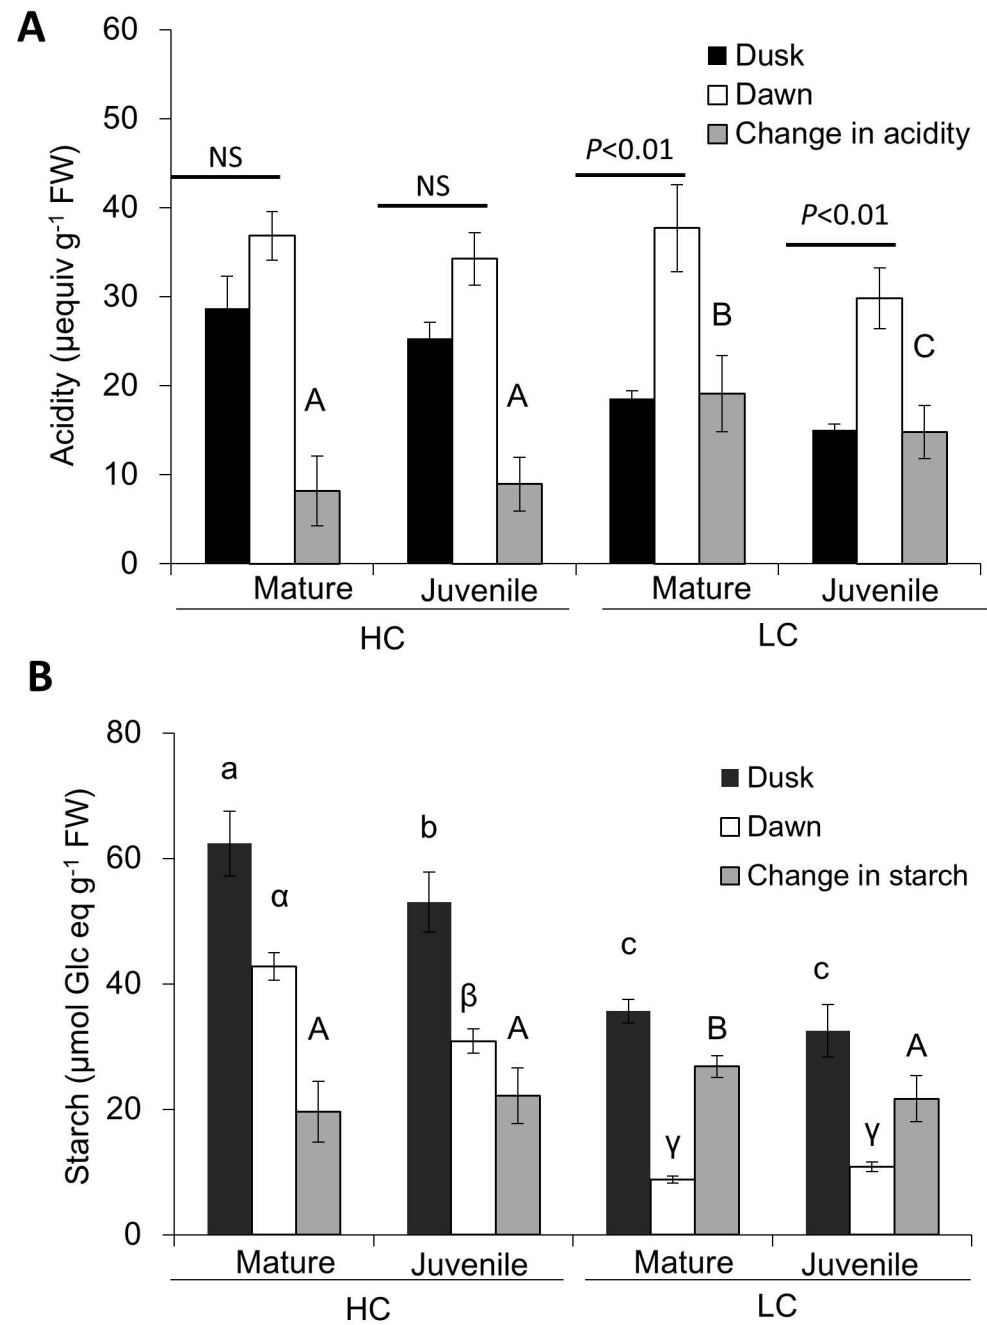 A
60
50
40
30
20
10
0
Acidity (µequiv g-1 FW)
Dusk
Dawn
Change in acidity
NS
NS
P<0.01
P<0.01
A
A
B
C
Mature
Juvenile
Mature
Juvenile
HC
LC
B
80
60
40
20
0
Starch (µmol Glc eq g-1 FW)
Dusk
Dawn
Change in starch
a
α
A
b
β
A
c
γ
B
c
γ
A
Mature
Juvenile
Mature
Juvenile
HC
LC